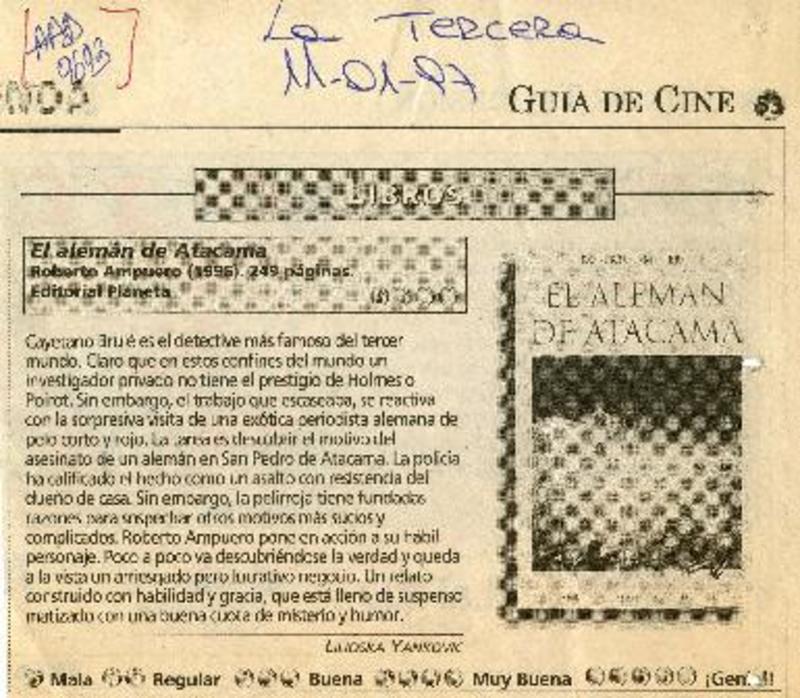 AAD
9693
La Tercera
11-01-97
GUIA DE CINE 53
LIBROS
El alemán de Atacama
Roberto Ampuero (1996). 249 páginas.
Editorial Planeta
EL ALEMAN
DE ATACAMA
Cayetano Brulé es el detective más famoso del tercer
mundo. Claro que en estos confines del mundo un
investigador privado no tiene el prestigio de Holmes o
Poirot. Sin embargo, el trabajo que escaseaba, se reactiva
con la sorpresiva visita de una exótica periodista alemana de
pelo corto y rojo. La tarea es descubrir el motivo del
asesinato de un alemán en San Pedro de Atacama. La policía
ha calificado el hecho como un asalto con resistencia del
dueño de casa. Sin embargo, la pelirroja tiene fundadas
razones para sospechar otros motivos más sucios y
complicados. Roberto Ampuero pone en acción a su hábil
personaje. Poco a poco va descubriéndose la verdad y queda
a la vista un arriesgado pero lucrativo negocio. Un relato
construido con habilidad y gracia, que está lleno de suspenso
matizado con una buena cuota de misterio y humor.
LIUOSKA YANKOVIC
Mala Regular Buena Muy Buena ¡Genial!